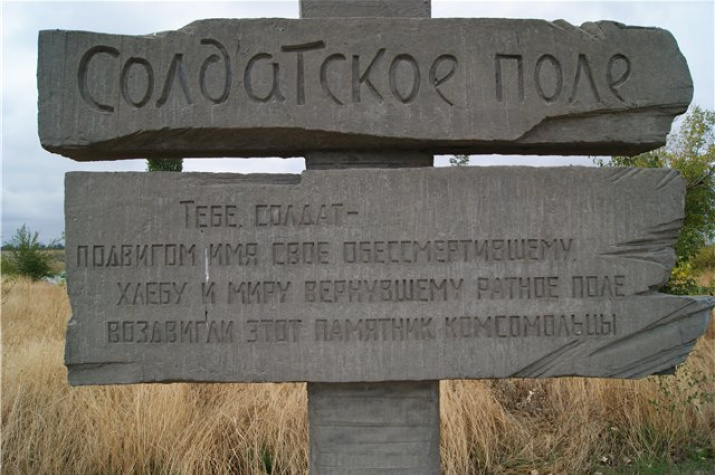 Солдатское поле
Тебе, солдат–
подвигом имя свое обессмертившему,
хлебу и миру вернувшему ратное поле
воздвигли этот памятник комсомольцы